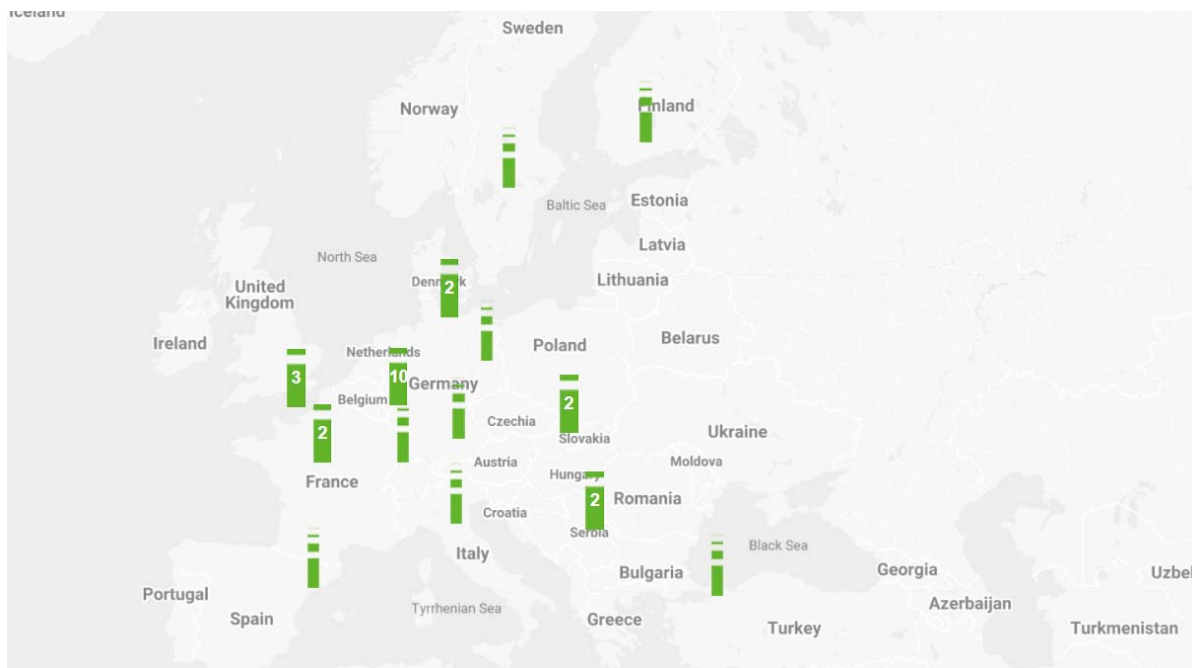 Iceland
Sweden
Norway
Finland
Baltic Sea
Estonia
Latvia
North Sea
Lithuania
Denmark
2
United
Kingdom
Ireland
Belarus
Poland
Netherlands
3
10
Germany
Belgium
2
2
Czechia
Slovakia
Ukraine
Austria
Moldova
Hungary
France
2
Romania
Croatia
Serbia
Italy
Black Sea
Bulgaria
Georgia
Uzbel
Portugal
Azerbaijan
Tyrrhenian Sea
Spain
Greece
Turkey
Turkmenistan